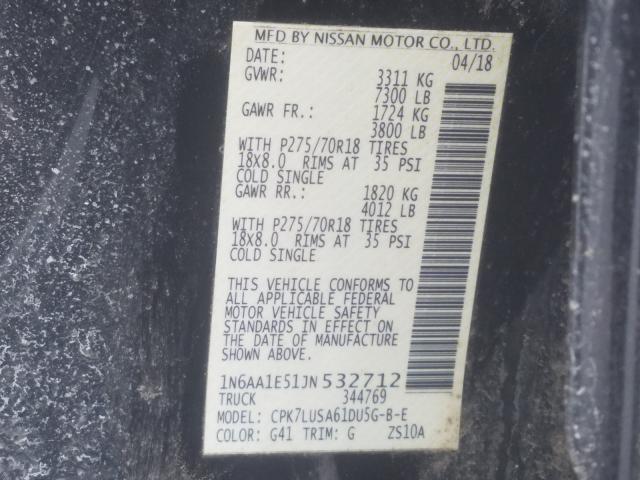 MFD BY NISSAN MOTOR CO., LTD.
DATE: 04/18
GVWR: 3311 KG
7300 LB
GAWR FR.: 1724 KG
3800 LB
WITH P275/70R18 TIRES
18X8.0 RIMS AT 35 PSI
COLD SINGLE
GAWR RR.: 1820 KG
4012 LB
WITH P275/70R18 TIRES
18X8.0 RIMS AT 35 PSI
COLD SINGLE
THIS VEHICLE CONFORMS TO
ALL APPLICABLE FEDERAL
MOTOR VEHICLE SAFETY
STANDARDS IN EFFECT ON
THE DATE OF MANUFACTURE
SHOWN ABOVE.
1N6AA1E51JN532712
TRUCK 344769
MODEL: CPK7LUSA61DU5G-B-E
COLOR: G41 TRIM: G ZS10A